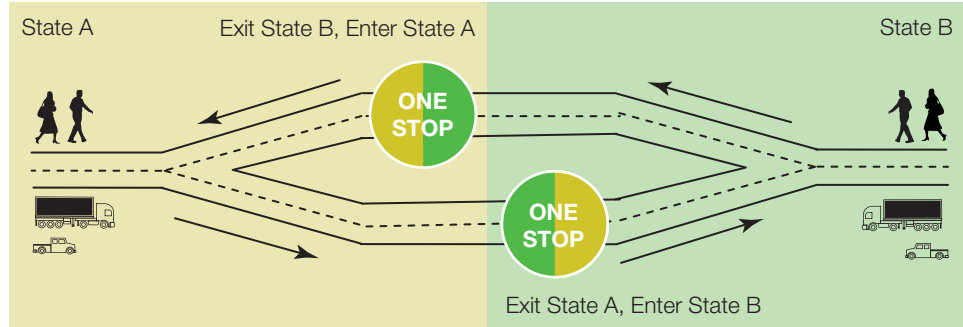 State A
Exit State B, Enter State A
State B
ONE
STOP
ONE
STOP
Exit State A, Enter State B